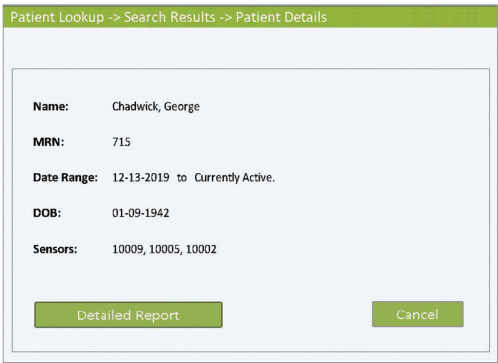 Patient Lookup -> Search Results -> Patient Details
Name: Chadwick, George
MRN: 715
Date Range: 12-13-2019 to Currently Active.
DOB: 01-09-1942
Sensors: 10009, 10005, 10002
Detailed Report Cancel